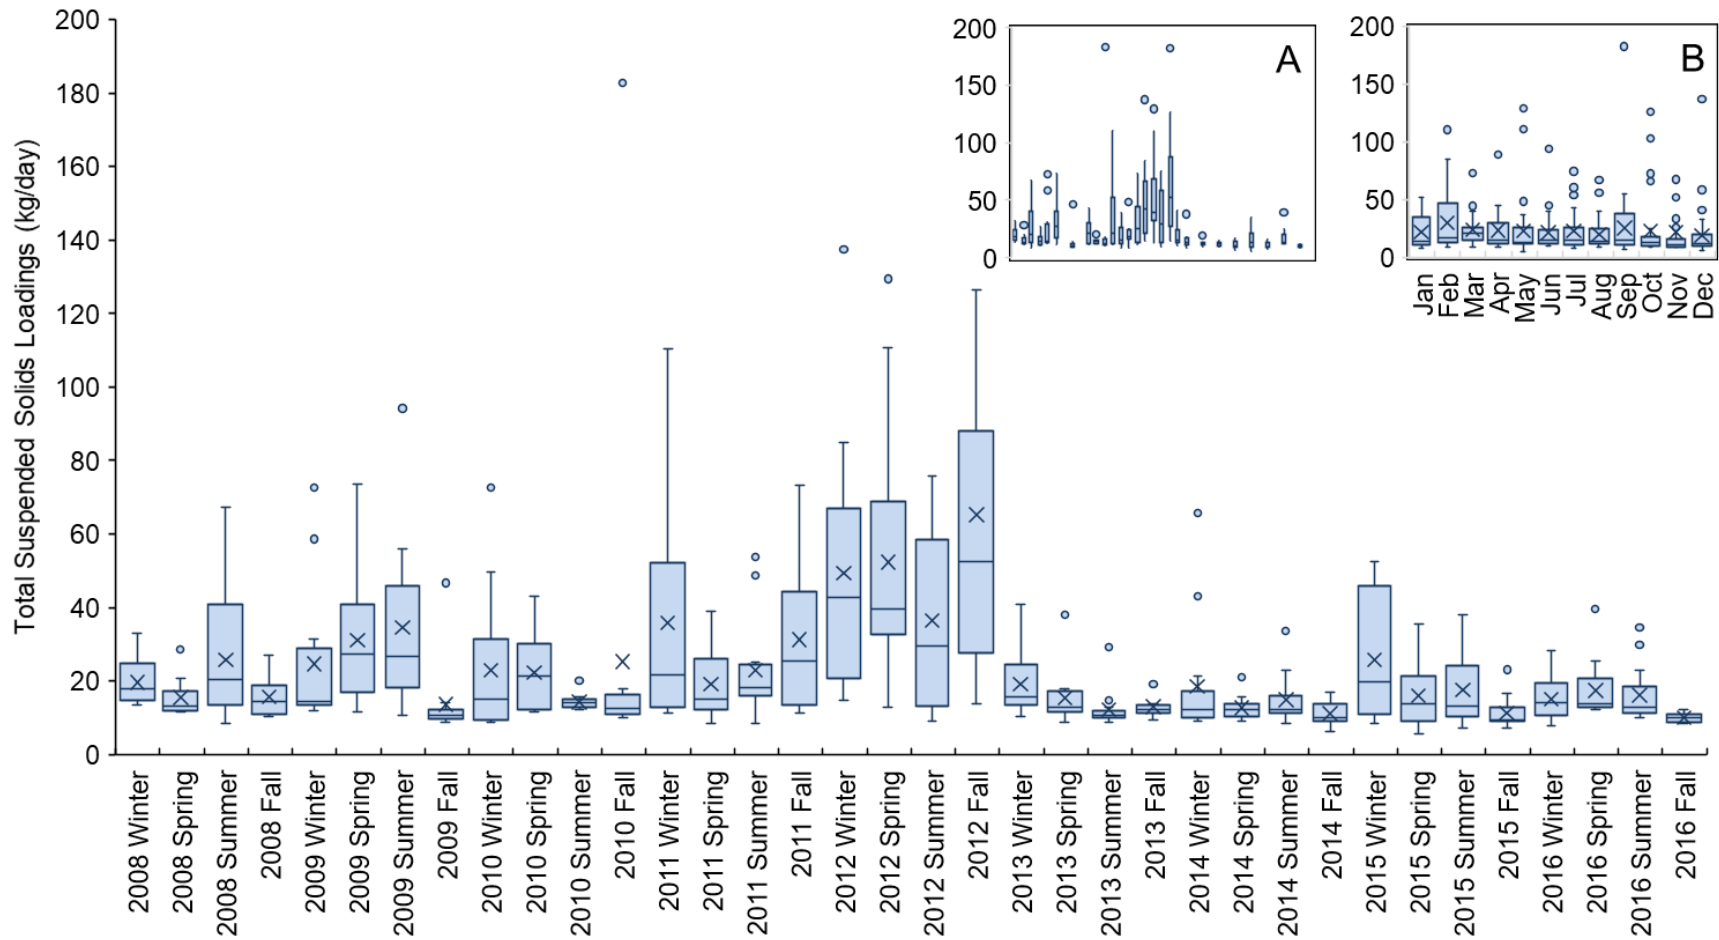 Total Suspended Solids Loadings (kg/day)
200
180
160
140
120
100
80
60
40
20
0
2008 Winter
2008 Spring
2008 Summer
2008 Fall
2009 Winter
2009 Spring
2009 Summer
2009 Fall
2010 Winter
2010 Spring
2010 Summer
2010 Fall
2011 Winter
2011 Spring
2011 Summer
2011 Fall
2012 Winter
2012 Spring
2012 Summer
2012 Fall
2013 Winter
2013 Spring
2013 Summer
2013 Fall
2014 Winter
2014 Spring
2014 Summer
2014 Fall
2015 Winter
2015 Spring
2015 Summer
2015 Fall
2016 Winter
2016 Spring
2016 Summer
2016 Fall
A
200
150
100
50
0
B
200
150
100
50
0
Jan
Feb
Mar
Apr
May
Jun
Jul
Aug
Sep
Oct
Nov
Dec